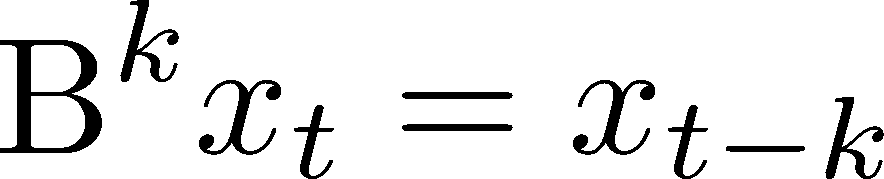 B^k x_t = x_{t-k}